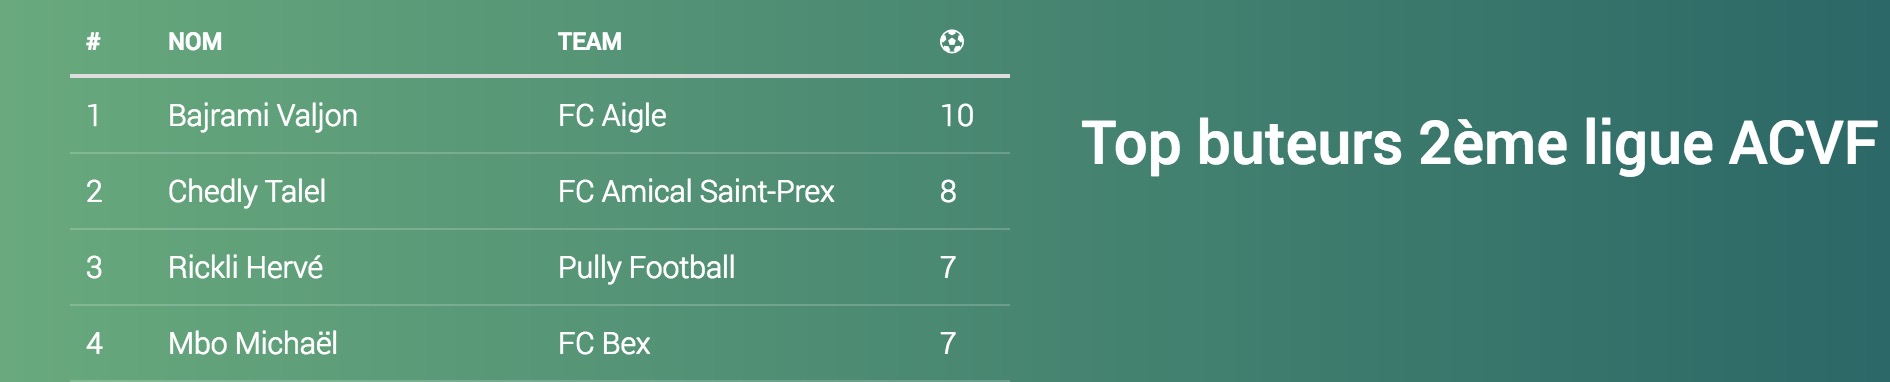 # NOM TEAM
1 Bajrami Valjon FC Aigle 10
2 Chedly Talel FC Amical Saint-Prex 8
3 Rickli Hervé Pully Football 7
4 Mbo Michaël FC Bex 7
Top buteurs 2ème ligue ACVF